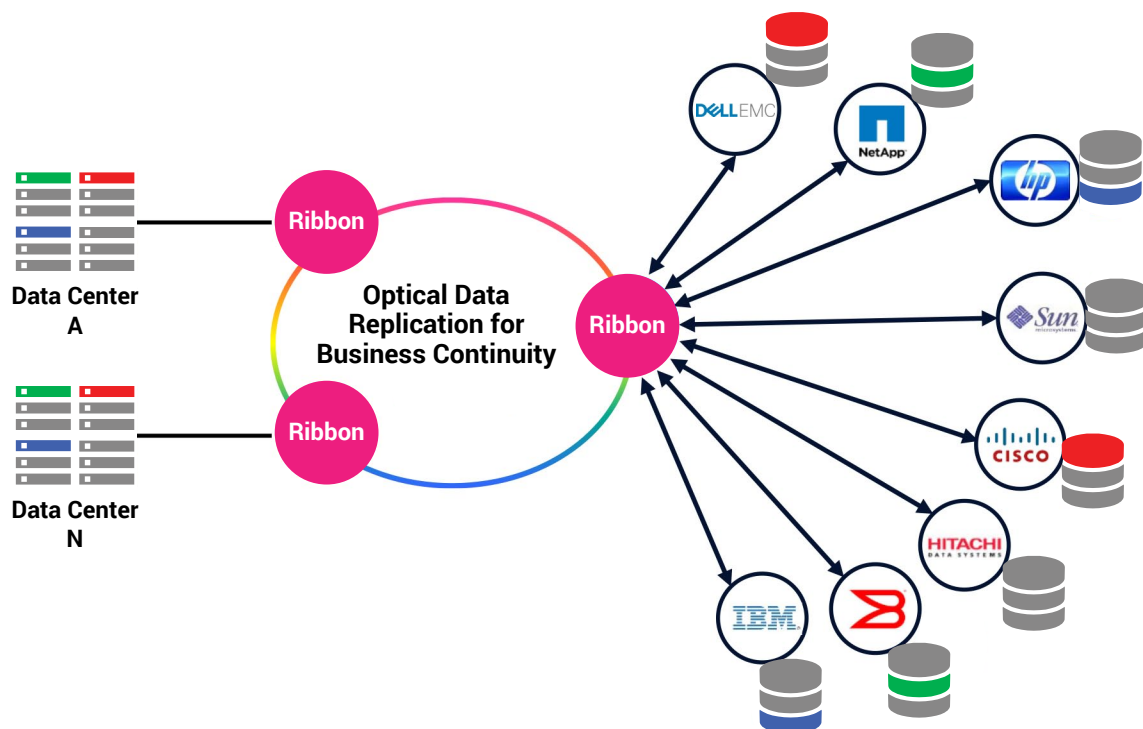 DELLEMC
NetApp
hp
Sun
microsystems
CISCO
HITACHI
DATA SYSTEMS
IBM
Ribbon
Ribbon
Ribbon
Optical Data
Replication for
Business Continuity
Data Center
A
Data Center
N